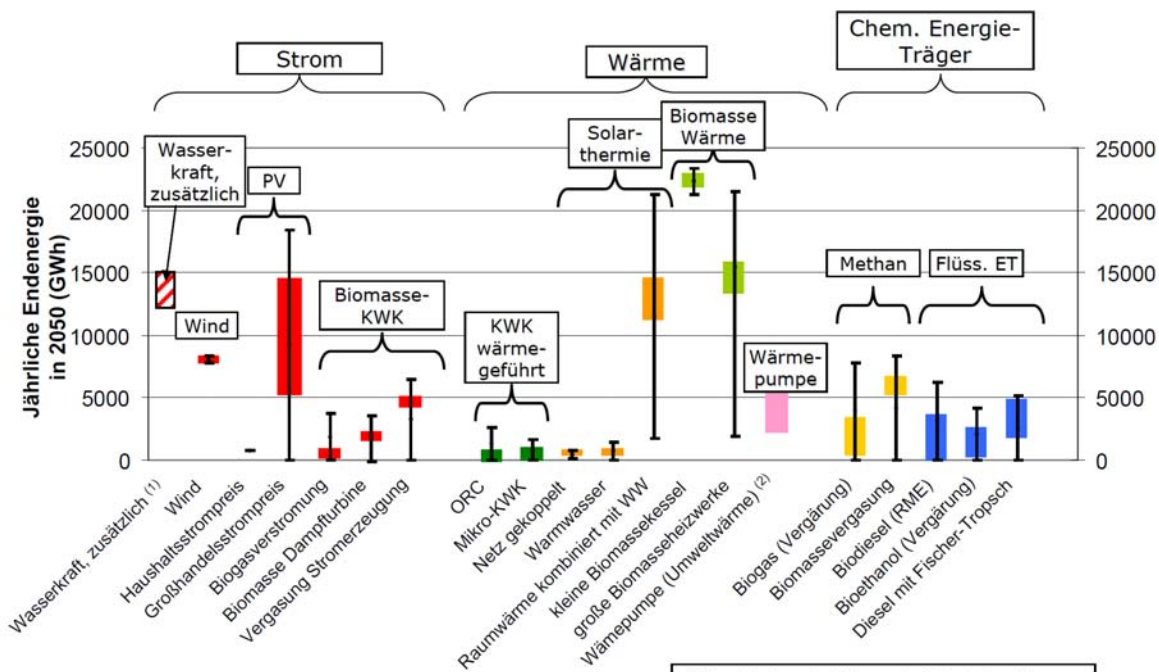 Strom
Wärme
Chem. Energie-
Träger
Wasser-
kraft,
zusätzlich
PV
Wind
Biomasse-
KWK
KWK
wärme-
geführt
Solar-
thermie
Biomasse
Wärme
Wärme-
pumpe
Methan
Flüss. ET
Jährliche Endenergie
in 2050 (GWh)
25000
20000
15000
10000
5000
0
25000
20000
15000
10000
5000
0
Wasserkraft, zusätzlich (1)
Wind
Haushaltsstrompreis
Großhandelsstrompreis
Biogasverstromung
Biomasse Dampfturbine
Vergasung Stromerzeugung
ORC
Mikro-KWK
Netz gekoppelt
Warmwasser
Raumwärme kombiniert mit WW
kleine Biomassekessel
große Biomasseheizwerke
Wärmepumpe (Umweltwärme) (2)
Biogas (Vergärung)
Biomassevergasung
Biodiesel (RME)
Bioethanol (Vergärung)
Diesel mit Fischer-Tropsch